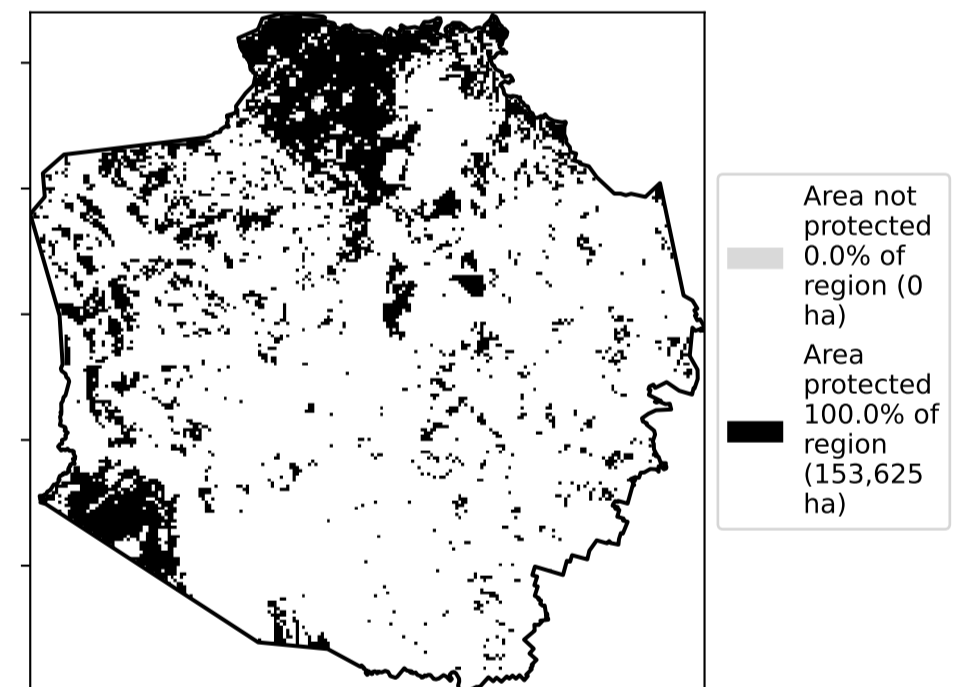 Area not
protected
0.0% of
region (0
ha)
Area
protected
100.0% of
region
(153,625
ha)